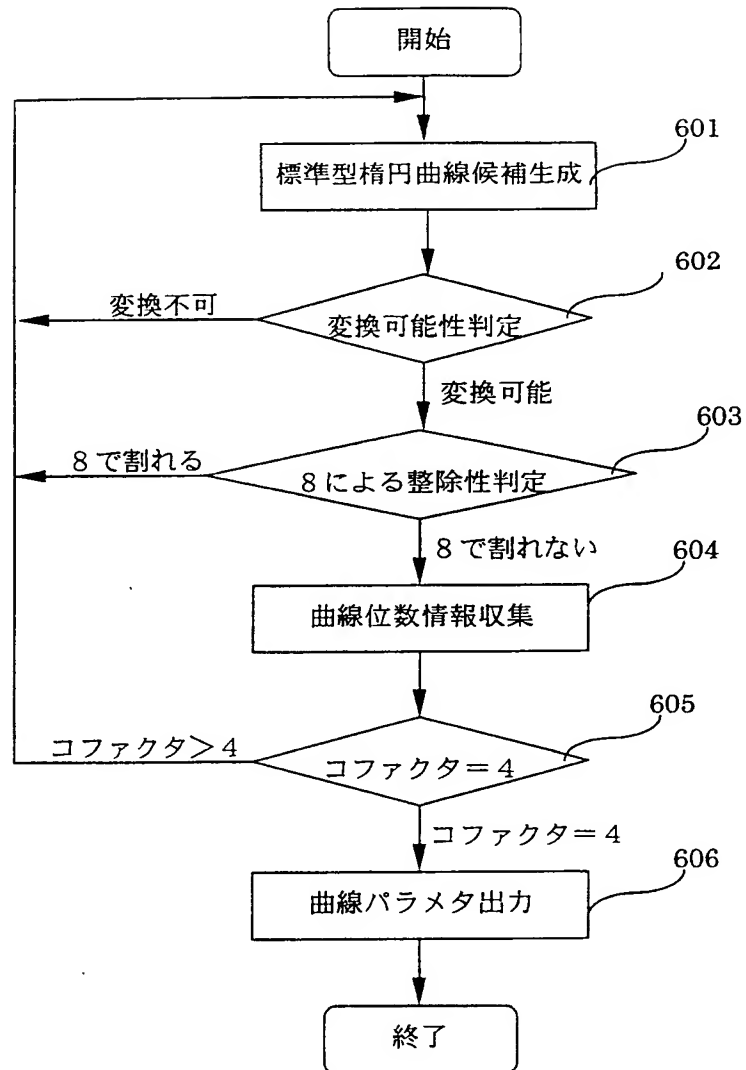 開始
601
標準型楕円曲線候補生成
602
変換不可
変換可能性判定
変換可能
603
8で割れる
8による整除性判定
8で割れない
604
曲線位数情報収集
605
コファクタ＞4
コファクタ＝4
コファクタ＝4
606
曲線パラメタ出力
終了